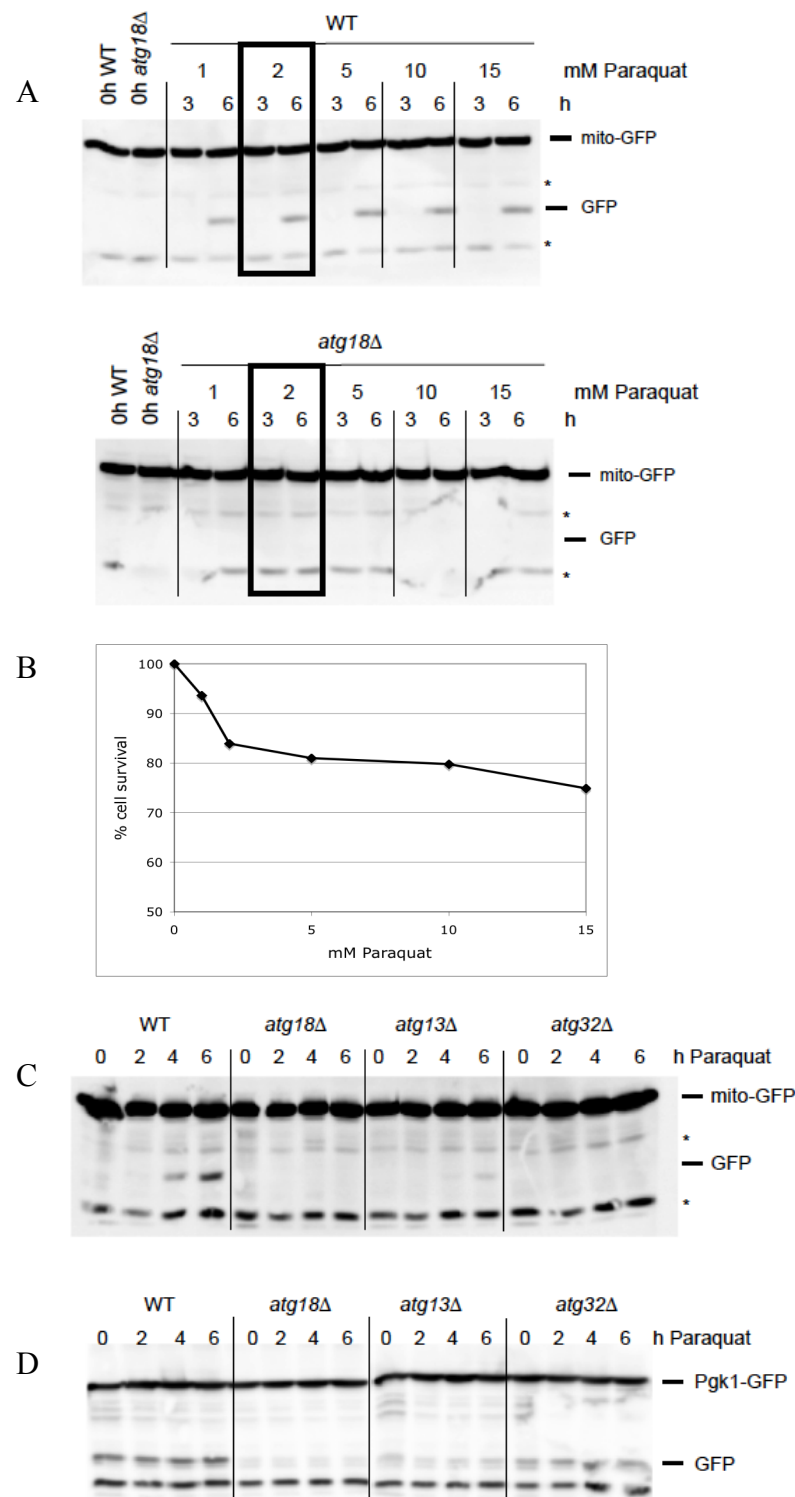 A
0h WT
0h atg18Δ
WT
1 2 5 10 15 mM Paraquat
3 6 3 6 3 6 3 6 3 6 h
mito-GFP
*
GFP
*
0h WT
0h atg18Δ
atg18Δ
1 2 5 10 15 mM Paraquat
3 6 3 6 3 6 3 6 3 6 h
mito-GFP
*
GFP
*
B
100
90
80
70
60
50
% cell survival
0 5 10 15
mM Paraquat
C
WT atg18Δ atg13Δ atg32Δ
0 2 4 6 0 2 4 6 0 2 4 6 0 2 4 6 h Paraquat
mito-GFP
*
GFP
*
D
WT atg18Δ atg13Δ atg32Δ
0 2 4 6 0 2 4 6 0 2 4 6 0 2 4 6 h Paraquat
Pgk1-GFP
GFP